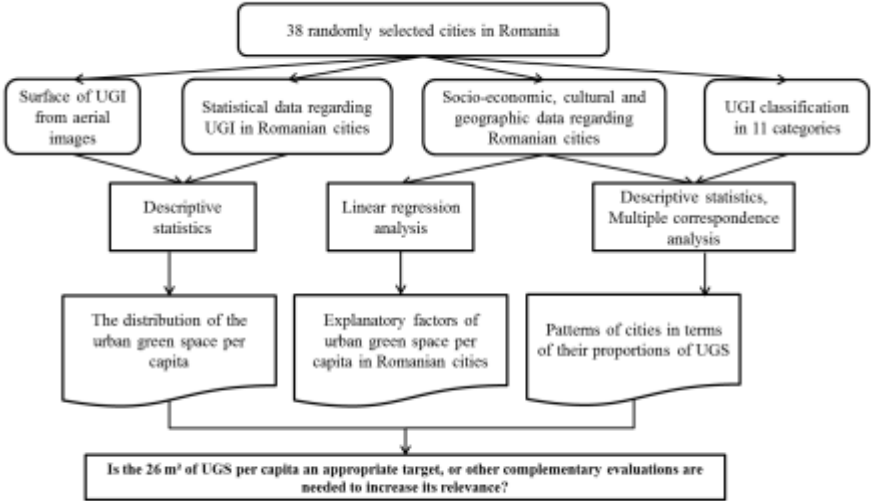 38 randomly selected cities in Romania
Surface of UGI
from aerial
images
Statistical data regarding
UGI in Romanian cities
Socio-economic, cultural and
geographic data regarding
Romanian cities
UGI classification
in 11 categories
Descriptive
statistics
Linear regression
analysis
Descriptive statistics,
Multiple correspondence
analysis
The distribution of the
urban green space per
capita
Explanatory factors of
urban green space per
capita in Romanian cities
Patterns of cities in terms
of their proportions of UGS
Is the 26 m² of UGS per capita an appropriate target, or other complementary evaluations are
needed to increase its relevance?